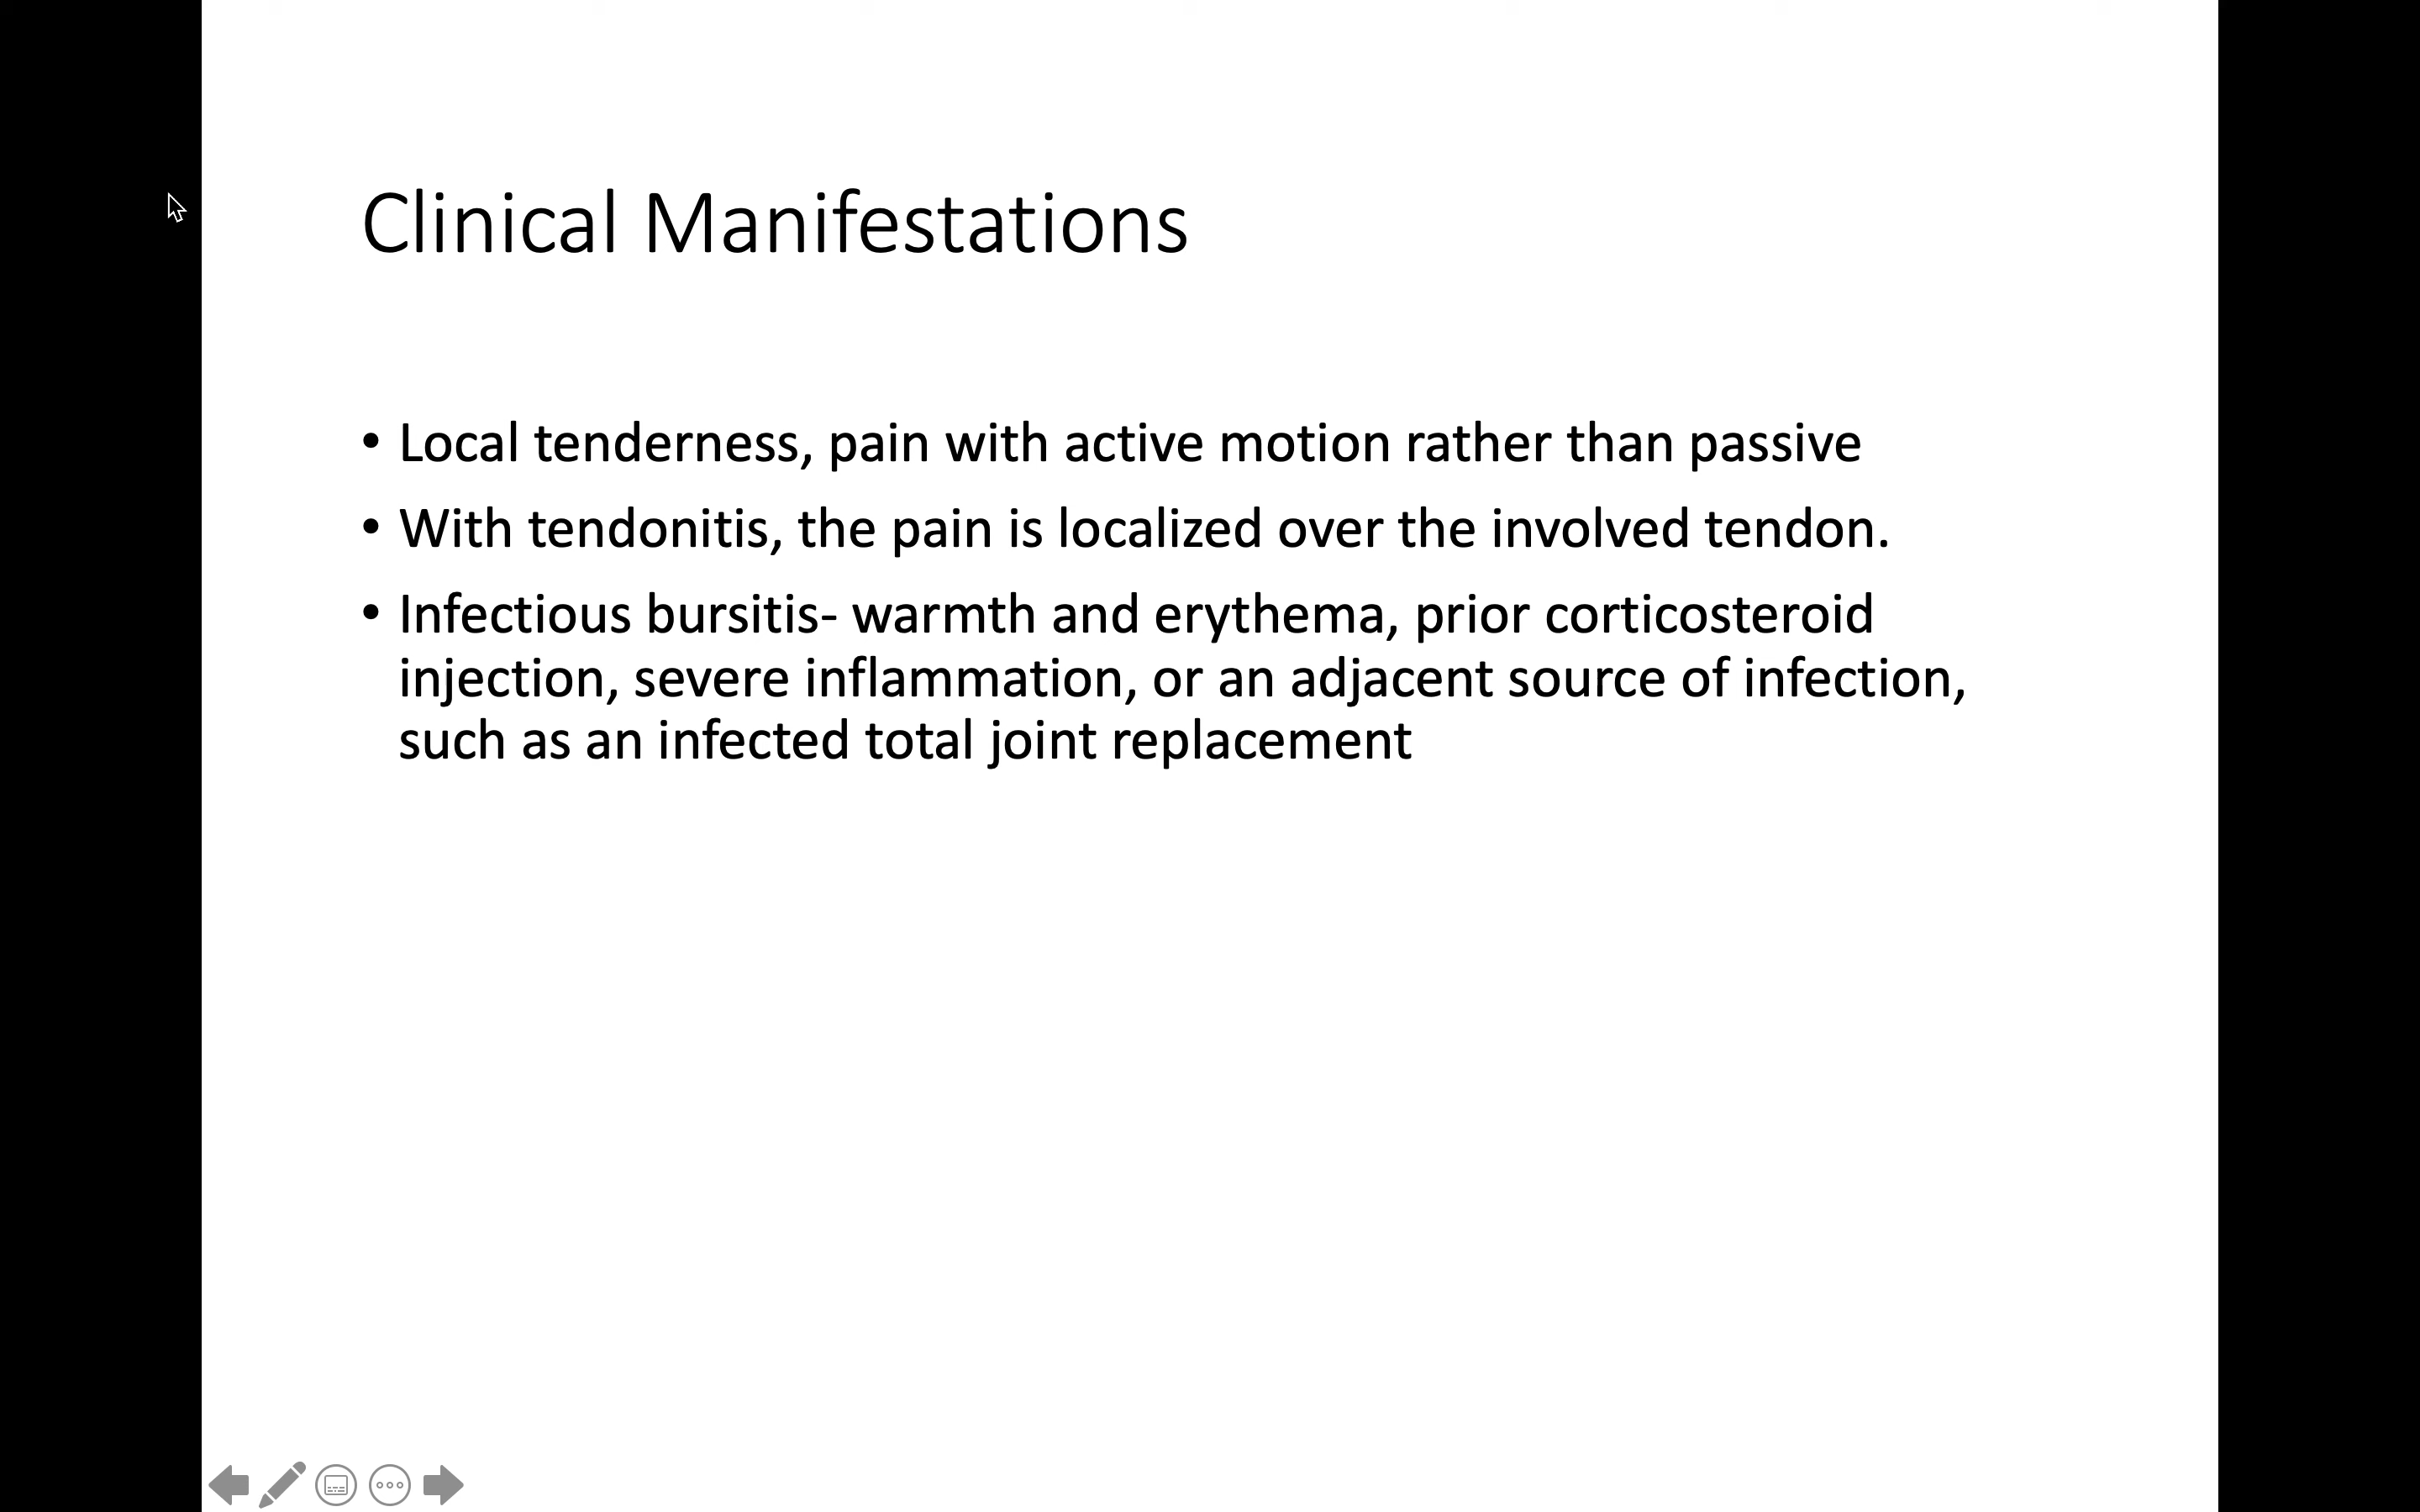 Clinical Manifestations
• Local tenderness, pain with active motion rather than passive
• With tendonitis, the pain is localized over the involved tendon.
• Infectious bursitis- warmth and erythema, prior corticosteroid
injection, severe inflammation, or an adjacent source of infection,
such as an infected total joint replacement